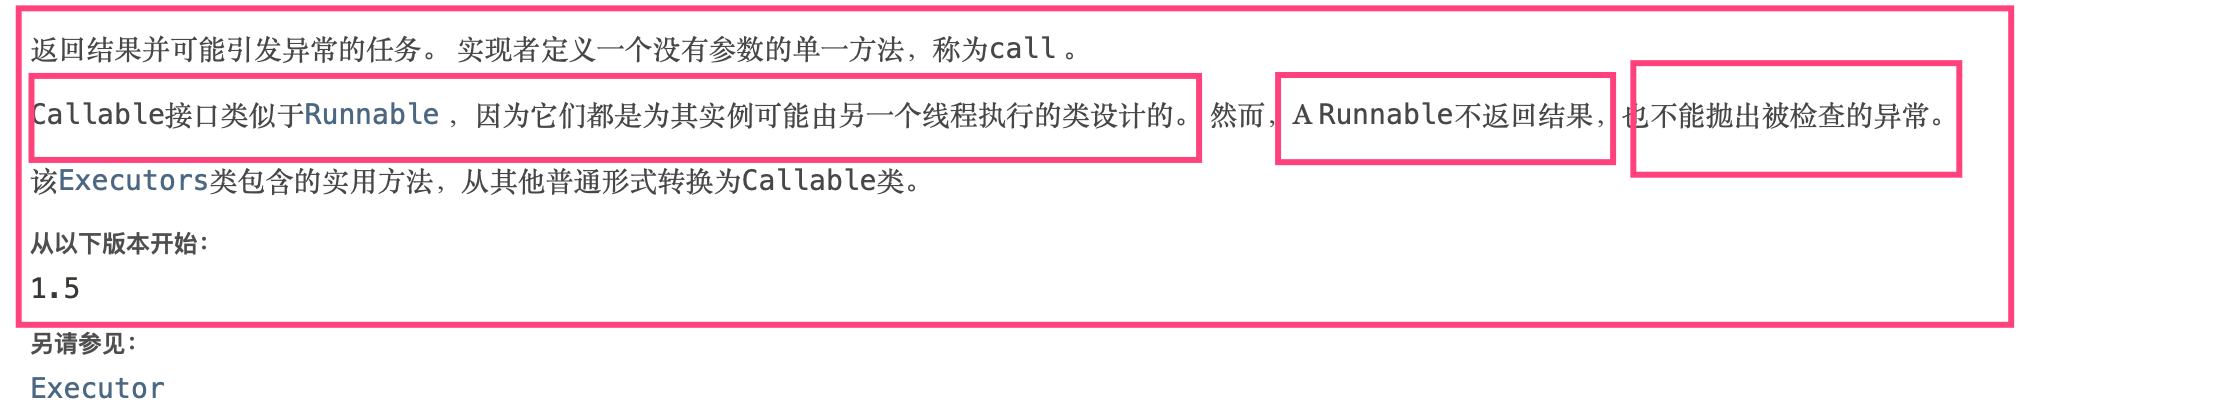 返回结果并可能引发异常的任务。 实现者定义一个没有参数的单一方法，称为call 。
Callable接口类似于Runnable ，因为它们都是为其实例可能由另一个线程执行的类设计的。 然而，A Runnable不返回结果，也不能抛出被检查的异常。
该Executors类包含的实用方法，从其他普通形式转换为Callable类。
从以下版本开始：
1.5
另请参见：
Executor